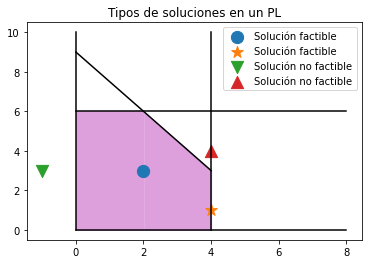 Tipos de soluciones en un PL
Solución factible
Solución factible
Solución no factible
Solución no factible
10
8
6
4
2
0
0
2
4
6
8